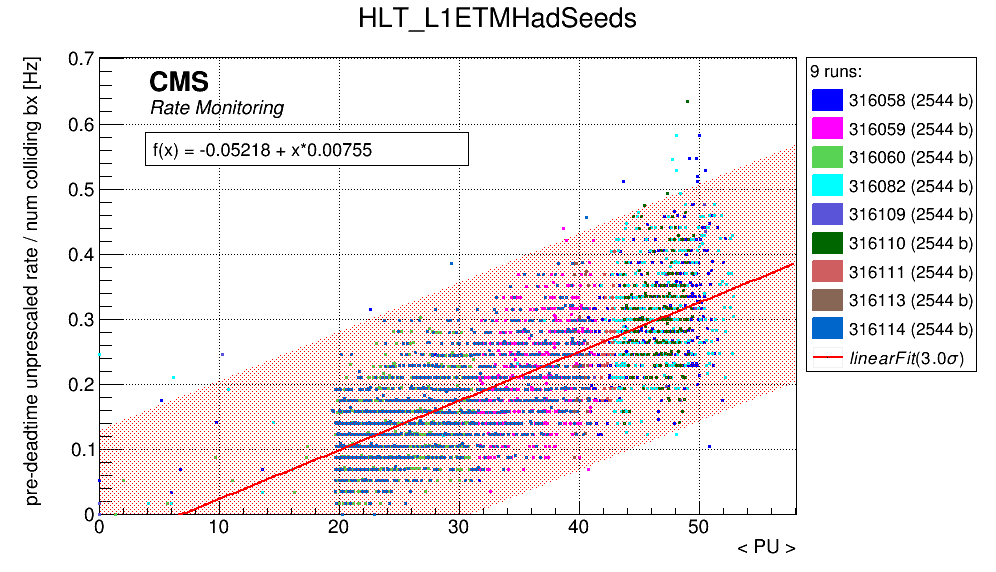 HLT_L1ETMHadSeeds
pre-deadtime unprescaled rate / num colliding bx [Hz]
0.7
0.6
0.5
0.4
0.3
0.2
0.1
0
CMS
Rate Monitoring
f(x) = -0.05218 + x*0.00755
0 10 20 30 40 50
< PU >
9 runs:
316058 (2544 b)
316059 (2544 b)
316060 (2544 b)
316082 (2544 b)
316109 (2544 b)
316110 (2544 b)
316111 (2544 b)
316113 (2544 b)
316114 (2544 b)
linearFit(3.0σ)